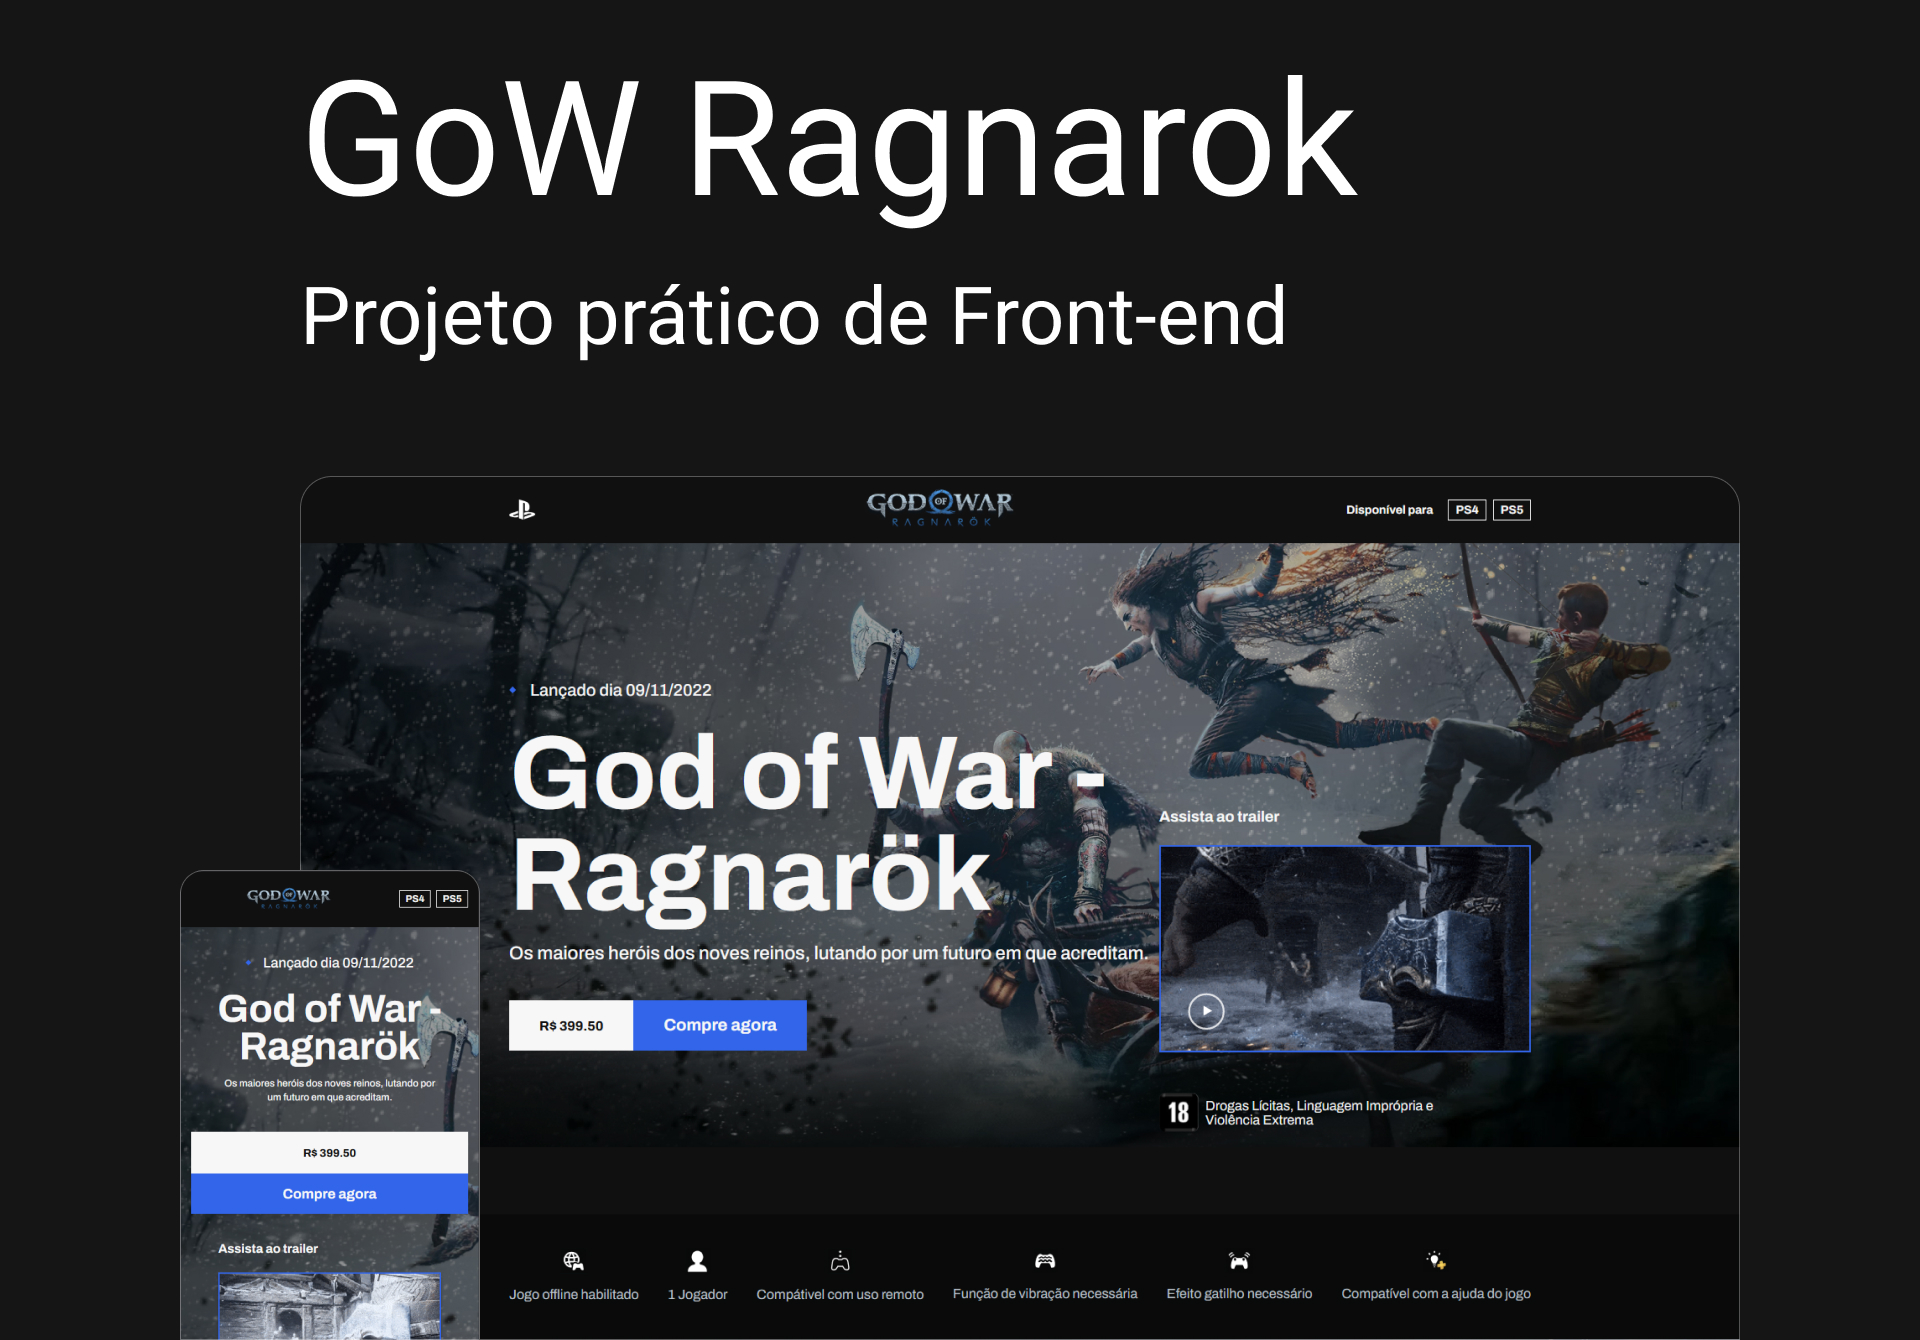 GoW Ragnarok
Projeto prático de Front-end
GOD OF WAR
RAGNARÖK
Disponível para
PS4
PS5
Lançado dia 09/11/2022
God of War -
Ragnarök
Os maiores heróis dos noves reinos, lutando por um futuro em que acreditam.
R$ 399.50
Compre agora
Assista ao trailer
18
Drogas Lícitas, Linguagem Imprópria e
Violência Extrema
Jogo offline habilitado
1 Jogador
Compátivel com uso remoto
Função de vibração necessária
Efeito gatilho necessário
Compatível com a ajuda do jogo
GOD OF WAR
RAGNARÖK
PS4
PS5
Lançado dia 09/11/2022
God of War -
Ragnarök
Os maiores heróis dos noves reinos, lutando por
um futuro em que acreditam.
R$ 399.50
Compre agora
Assista ao trailer